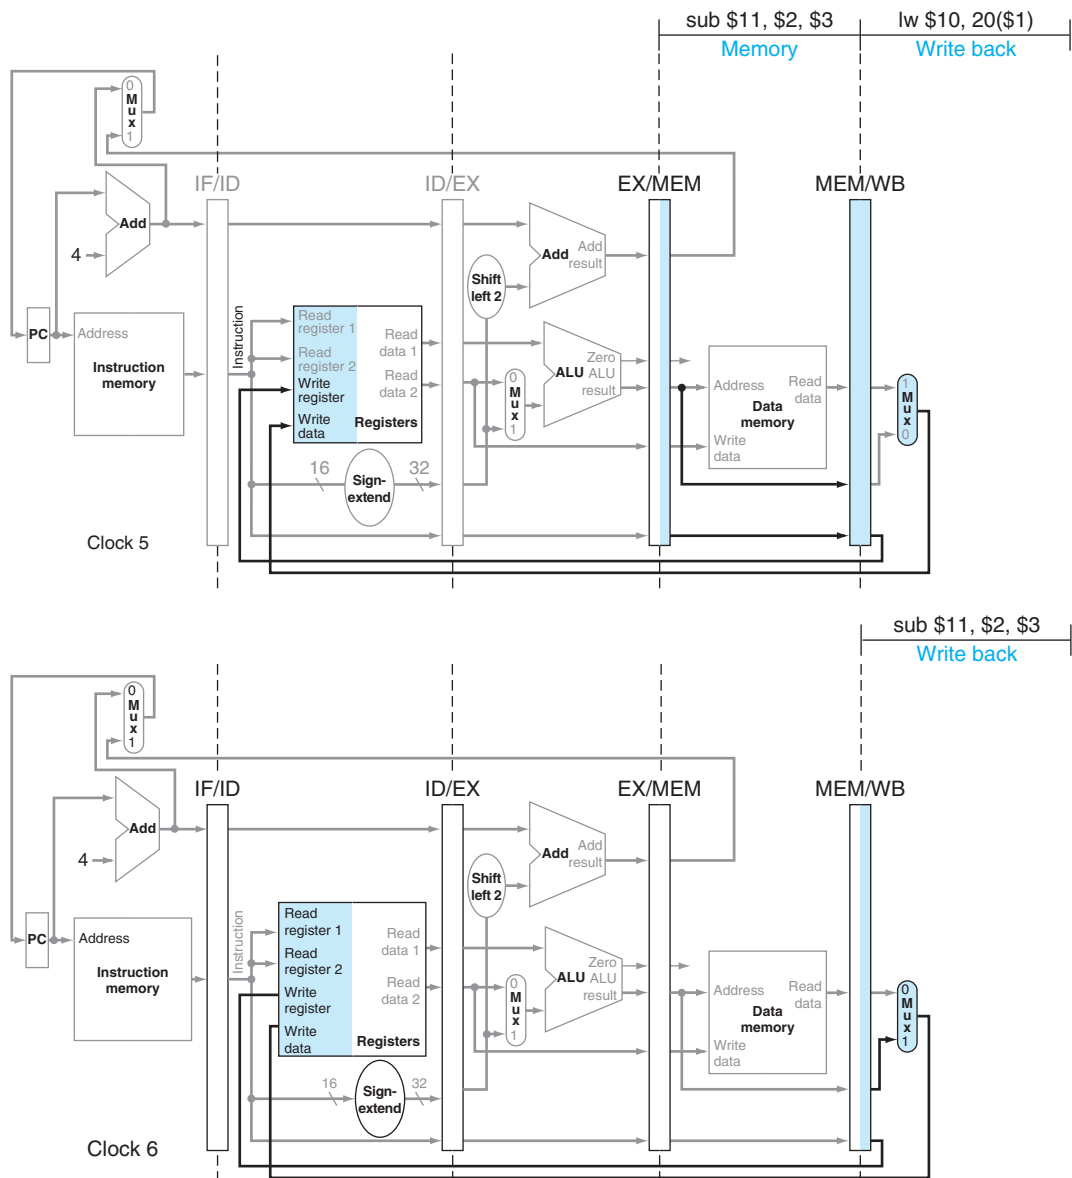 sub $11, $2, $3
lw $10, 20($1)
Memory
Write back
0
M
u
x
1
IF/ID
ID/EX
EX/MEM
MEM/WB
Add
4
Add
Add
result
Shift
left 2
PC
Address
Instruction
memory
Instruction
Read
register 1
Read
register 2
Write
register
Write
data
Read
data 1
Read
data 2
Registers
0
M
u
x
1
Zero
ALU
ALU
result
Address
Read
data
Data
memory
Write
data
1
M
u
x
0
16
Sign-
extend
32
Clock 5
sub $11, $2, $3
Write back
0
M
u
x
1
IF/ID
ID/EX
EX/MEM
MEM/WB
Add
4
Add
Add
result
Shift
left 2
PC
Address
Instruction
memory
Instruction
Read
register 1
Read
register 2
Write
register
Write
data
Read
data 1
Read
data 2
Registers
0
M
u
x
1
Zero
ALU
ALU
result
Address
Read
data
Data
memory
Write
data
0
M
u
x
1
16
Sign-
extend
32
Clock 6